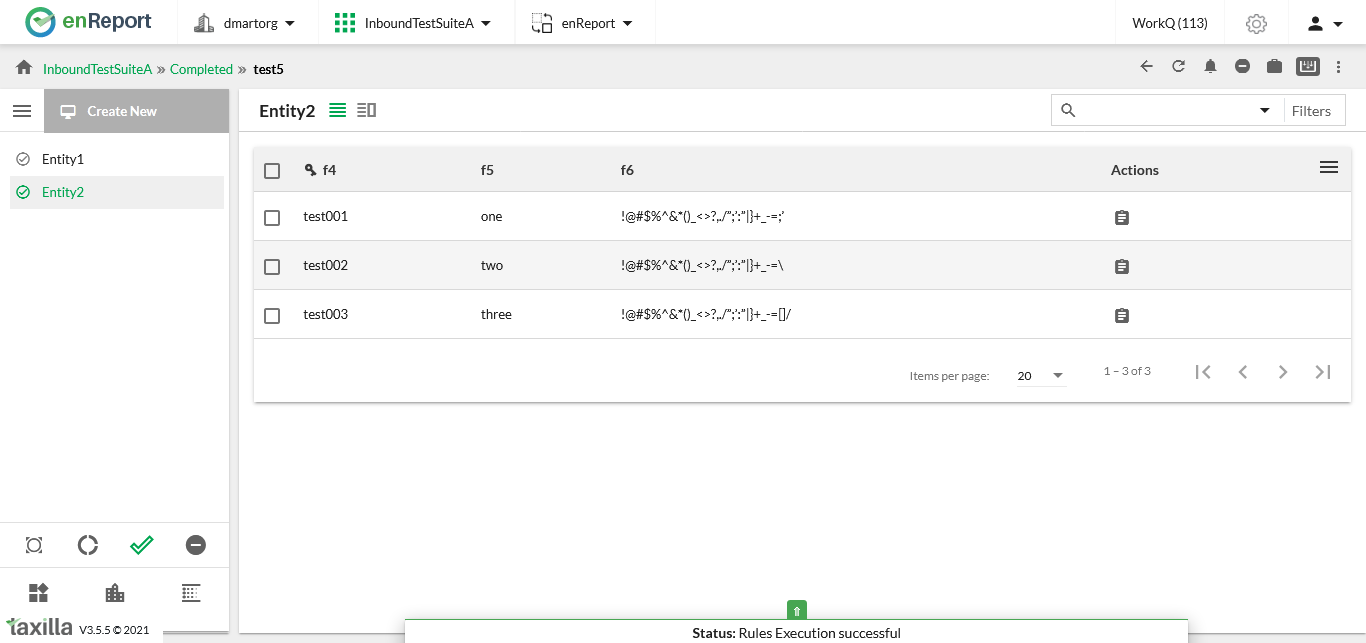 enReport dmartorg InboundTestSuiteA enReport WorkQ (113)
InboundTestSuiteA » Completed » test5
Create New
Entity1
Entity2
Entity2 Filters
f4 f5 f6 Actions
test001 one !@#$%^&*()_<>?,./";':"|}+_-=;'
test002 two !@#$%^&*()_<>?,./";':"|}+_-=\
test003 three !@#$%^&*()_<>?,./";':"|}+_-=[]/
Items per page: 20 1 – 3 of 3
taxilla V3.5.5 © 2021
Status: Rules Execution successful